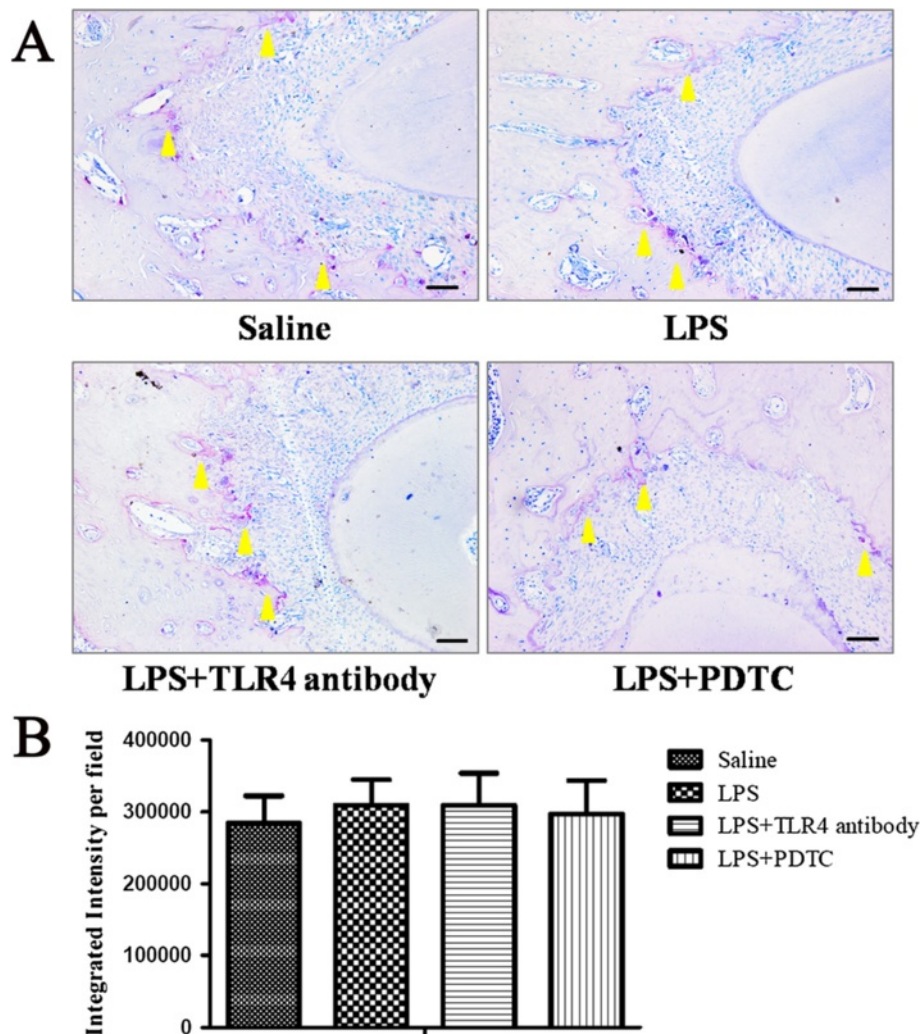 A
Saline
LPS
LPS+TLR4 antibody
LPS+PDTC
B
Integrated Intensity per field
400000
300000
200000
100000
0
Saline
LPS
LPS+TLR4 antibody
LPS+PDTC